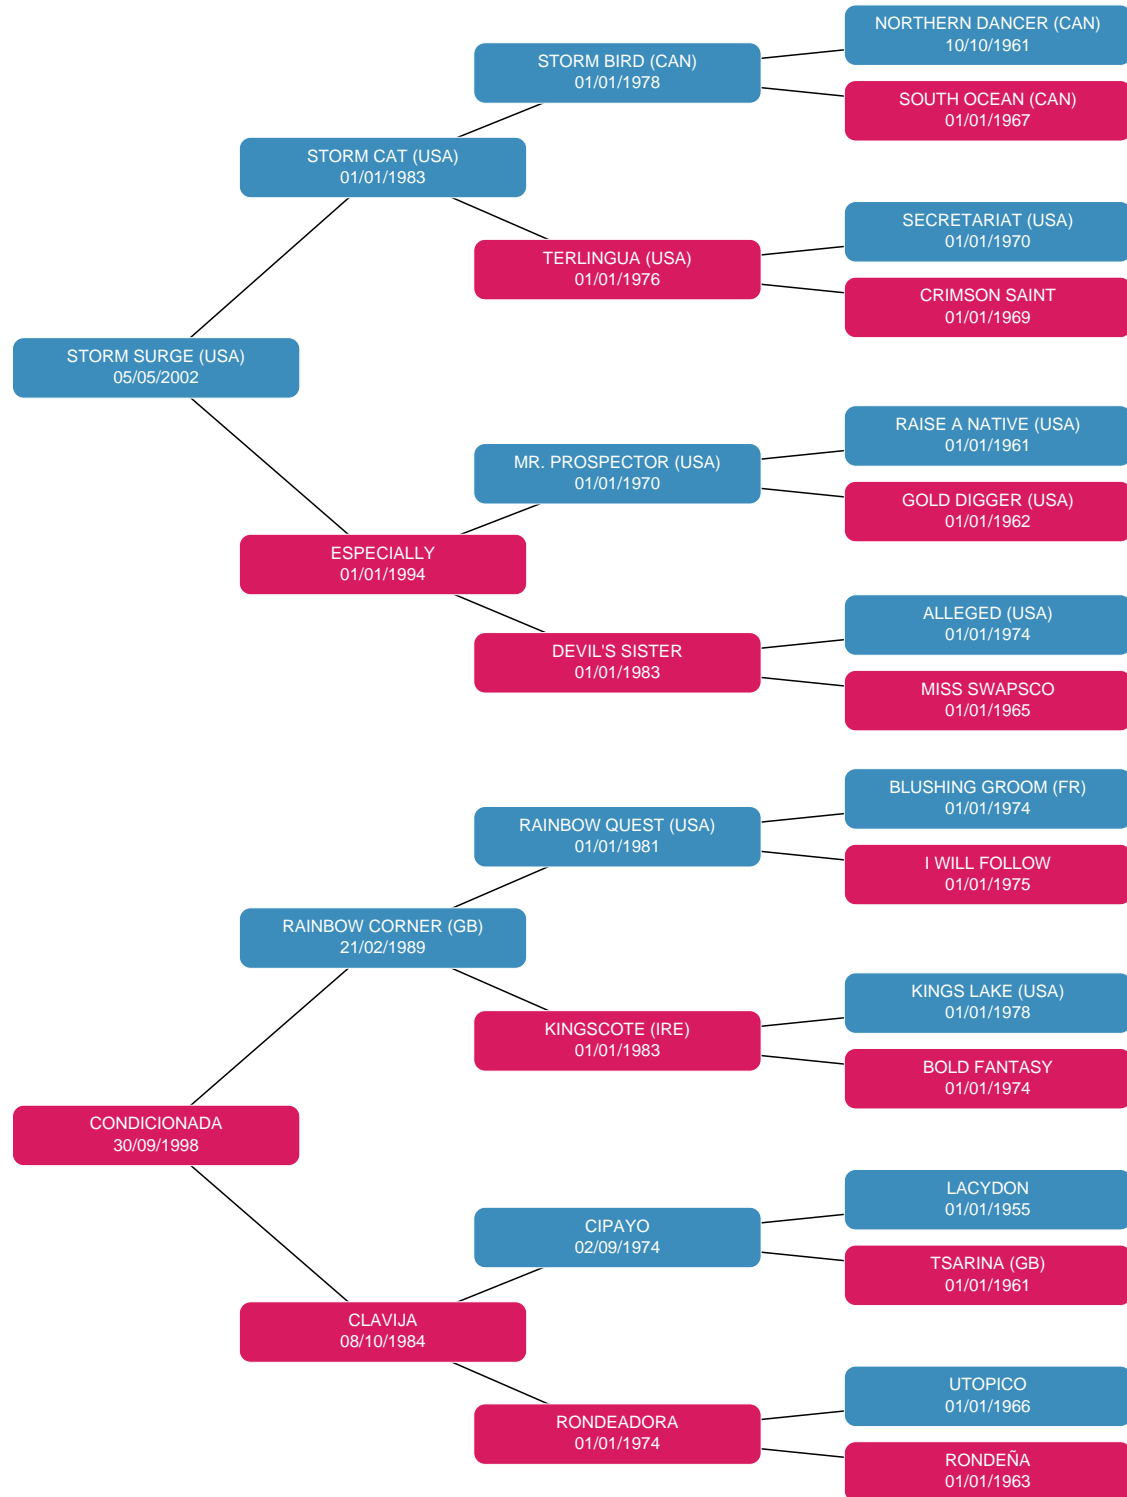 NORTHERN DANCER (CAN)
10/10/1961
STORM BIRD (CAN)
01/01/1978
SOUTH OCEAN (CAN)
01/01/1967
STORM CAT (USA)
01/01/1983
SECRETARIAT (USA)
01/01/1970
TERLINGUA (USA)
01/01/1976
CRIMSON SAINT
01/01/1969
STORM SURGE (USA)
05/05/2002
RAISE A NATIVE (USA)
01/01/1961
MR. PROSPECTOR (USA)
01/01/1970
GOLD DIGGER (USA)
01/01/1962
ESPECIALLY
01/01/1994
ALLEGED (USA)
01/01/1974
DEVIL'S SISTER
01/01/1983
MISS SWAPSCO
01/01/1965
BLUSHING GROOM (FR)
01/01/1974
RAINBOW QUEST (USA)
01/01/1981
I WILL FOLLOW
01/01/1975
RAINBOW CORNER (GB)
21/02/1989
KINGS LAKE (USA)
01/01/1978
KINGSCOTE (IRE)
01/01/1983
BOLD FANTASY
01/01/1974
CONDICIONADA
30/09/1998
LACYDON
01/01/1955
CIPAYO
02/09/1974
TSARINA (GB)
01/01/1961
CLAVIJA
08/10/1984
UTOPICO
01/01/1966
RONDEADORA
01/01/1974
RONDEÑA
01/01/1963